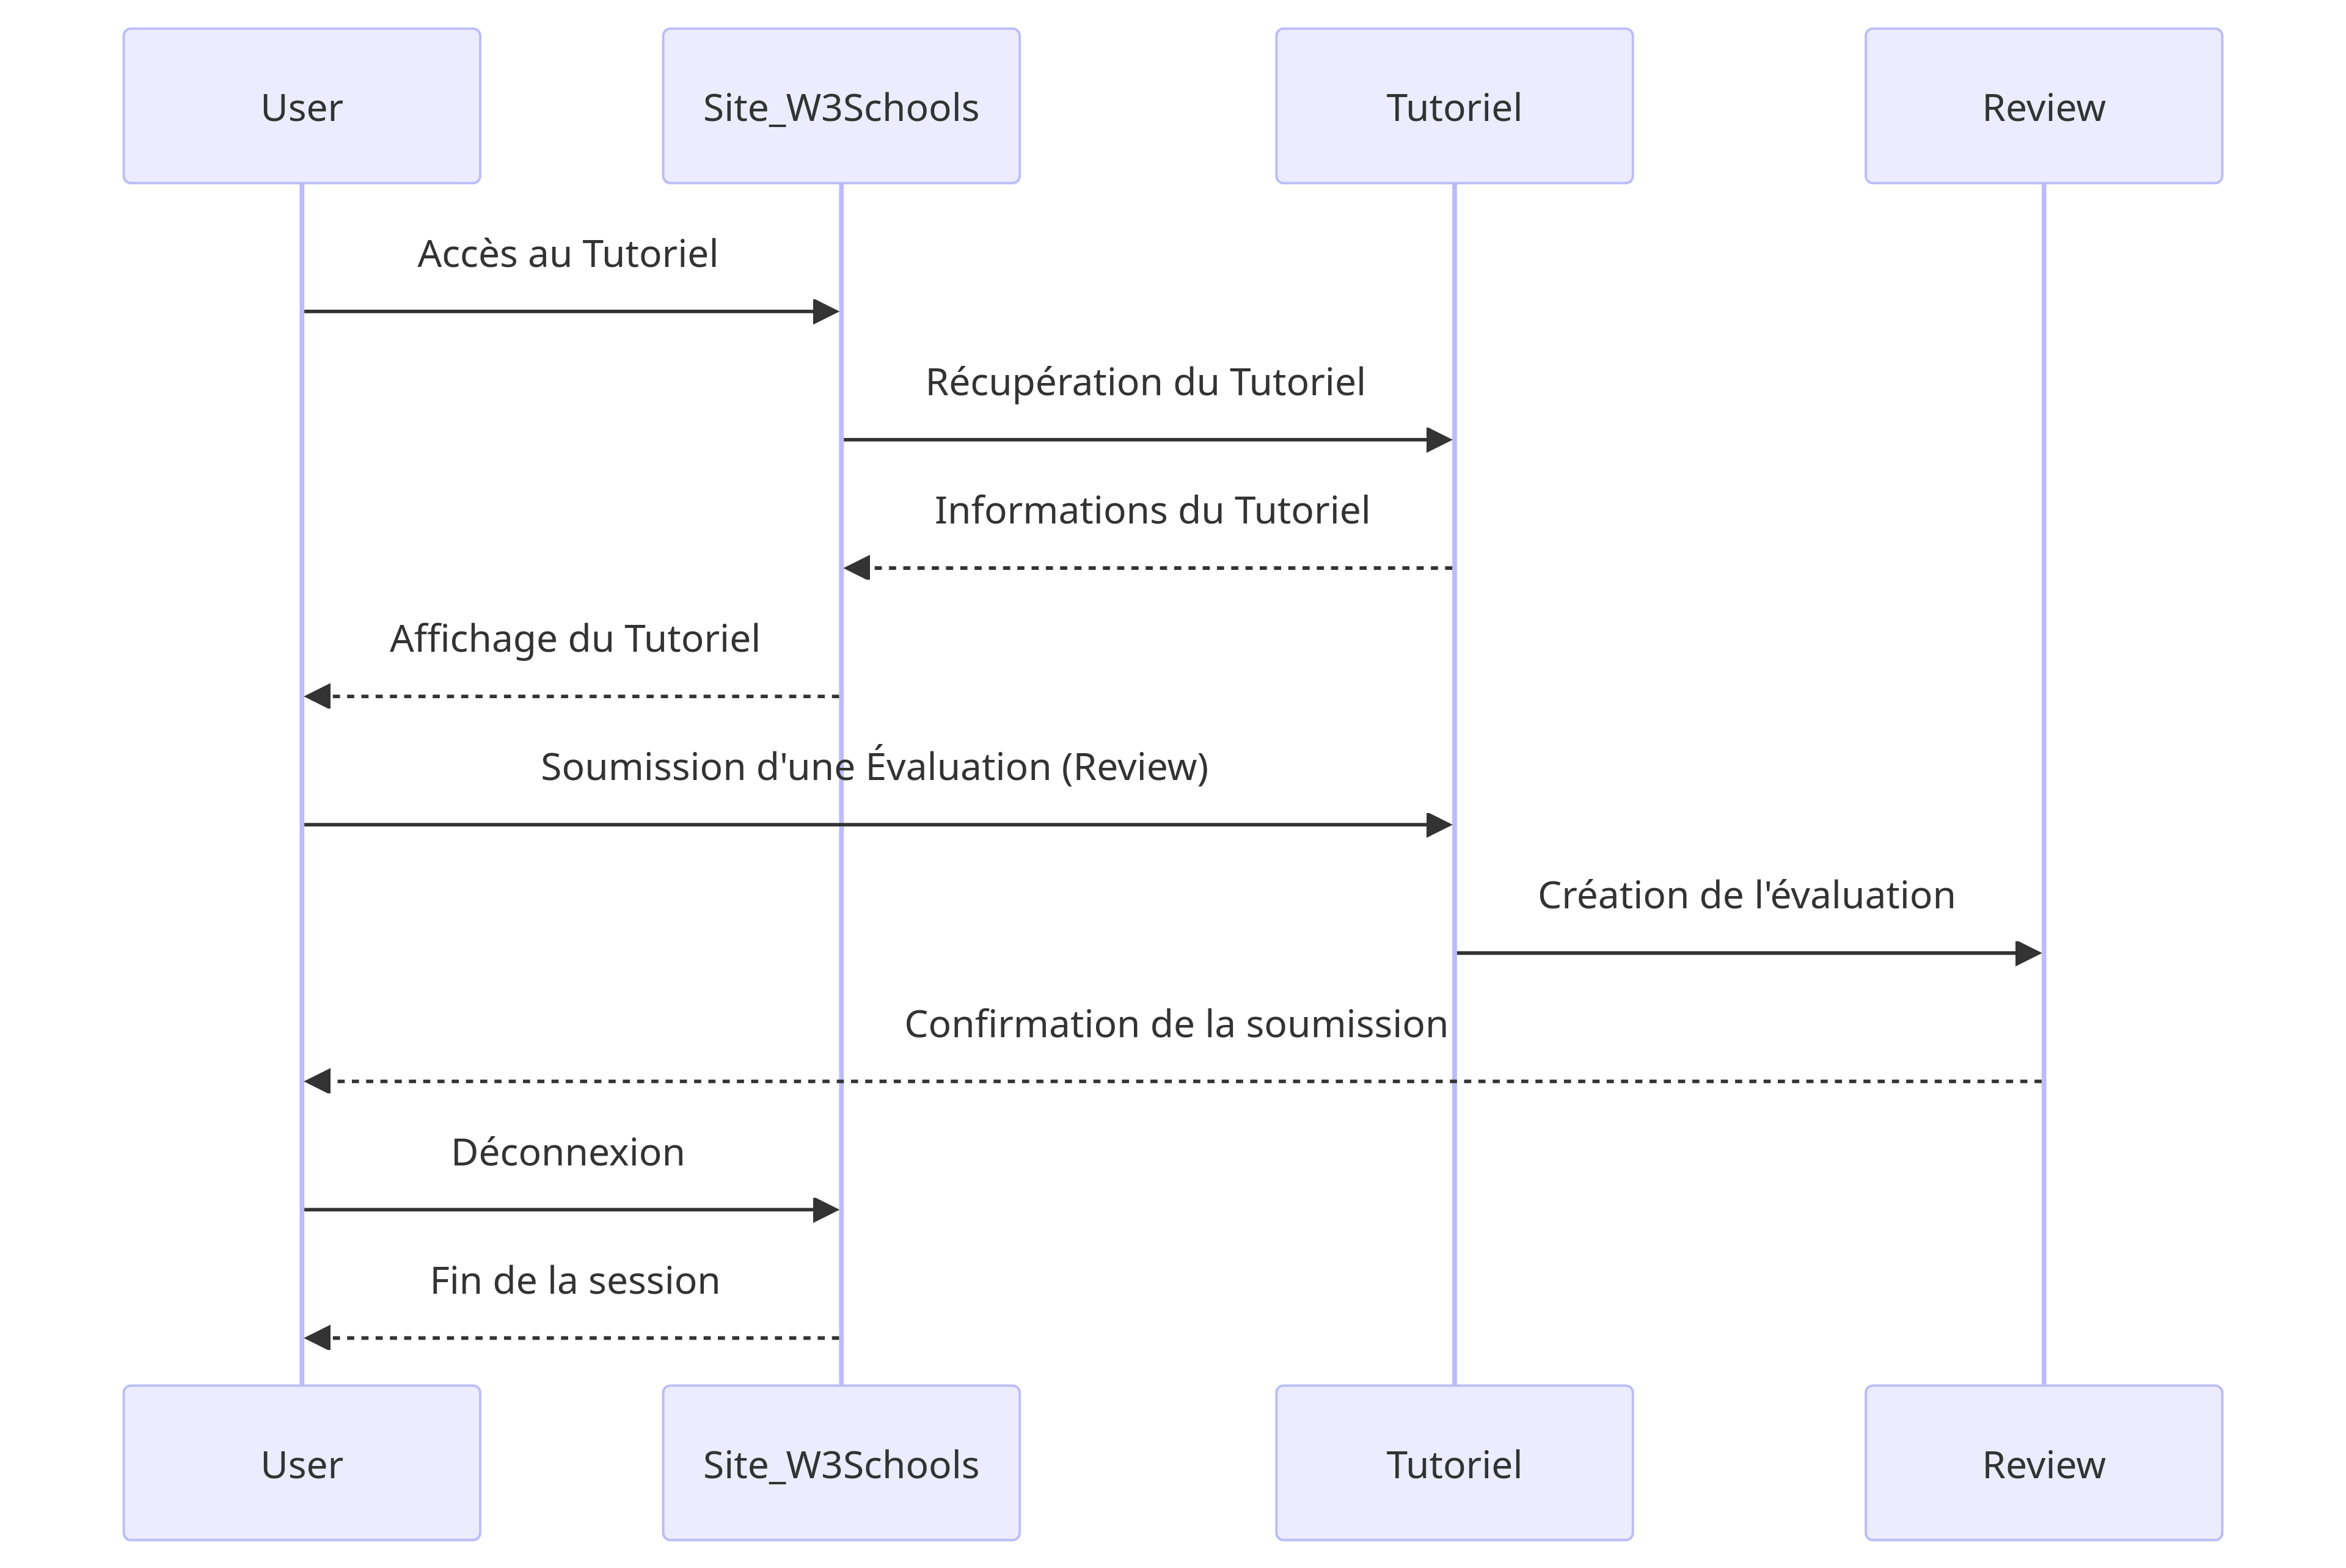 User
Site_W3Schools
Tutoriel
Review
Accès au Tutoriel
Récupération du Tutoriel
Informations du Tutoriel
Affichage du Tutoriel
Soumission d'une Évaluation (Review)
Création de l'évaluation
Confirmation de la soumission
Déconnexion
Fin de la session
User
Site_W3Schools
Tutoriel
Review